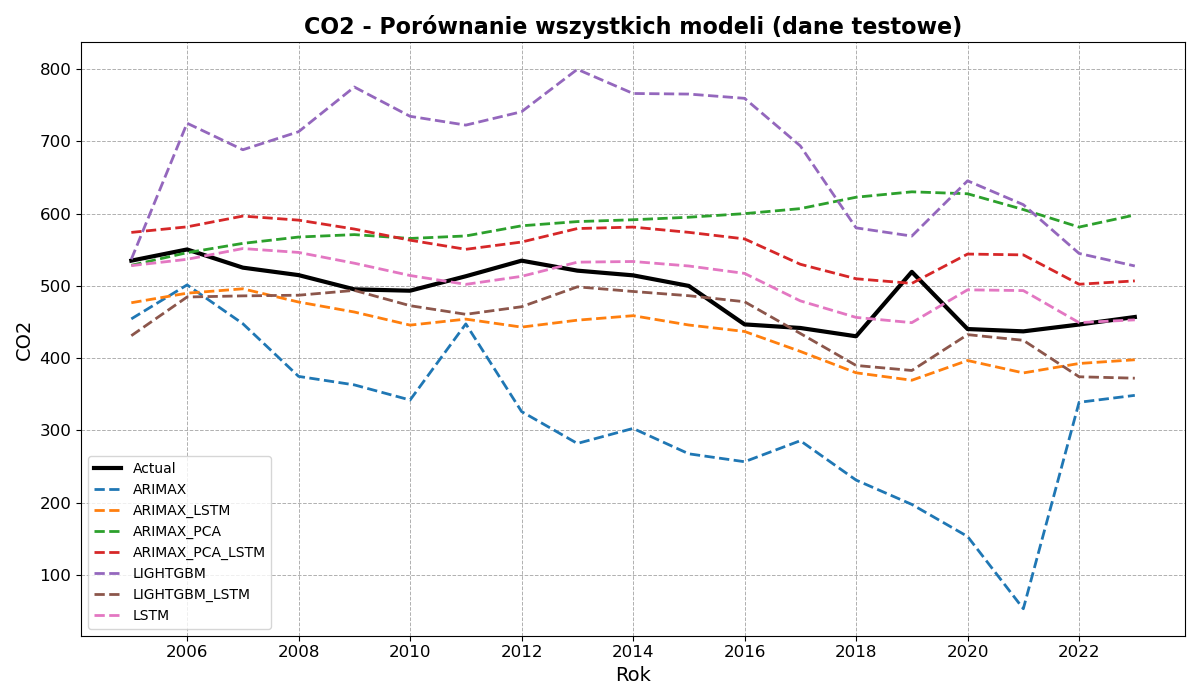 CO2 - Porównanie wszystkich modeli (dane testowe)
800
700
600
500
400
300
200
100
CO2
Actual
ARIMAX
ARIMAX_LSTM
ARIMAX_PCA
ARIMAX_PCA_LSTM
LIGHTGBM
LIGHTGBM_LSTM
LSTM
2006 2008 2010 2012 2014 2016 2018 2020 2022
Rok